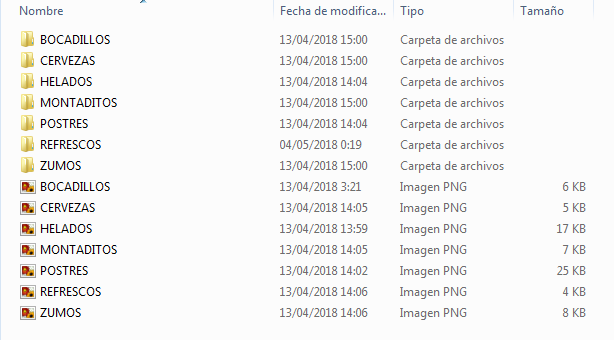 Nombre Fecha de modifica... Tipo Tamaño
BOCADILLOS 13/04/2018 15:00 Carpeta de archivos
CERVEZAS 13/04/2018 15:00 Carpeta de archivos
HELADOS 13/04/2018 14:04 Carpeta de archivos
MONTADITOS 13/04/2018 15:00 Carpeta de archivos
POSTRES 13/04/2018 14:04 Carpeta de archivos
REFRESCOS 04/05/2018 0:19 Carpeta de archivos
ZUMOS 13/04/2018 15:00 Carpeta de archivos
BOCADILLOS 13/04/2018 3:21 Imagen PNG 6 KB
CERVEZAS 13/04/2018 14:05 Imagen PNG 5 KB
HELADOS 13/04/2018 13:59 Imagen PNG 17 KB
MONTADITOS 13/04/2018 14:05 Imagen PNG 7 KB
POSTRES 13/04/2018 14:02 Imagen PNG 25 KB
REFRESCOS 13/04/2018 14:06 Imagen PNG 4 KB
ZUMOS 13/04/2018 14:06 Imagen PNG 8 KB